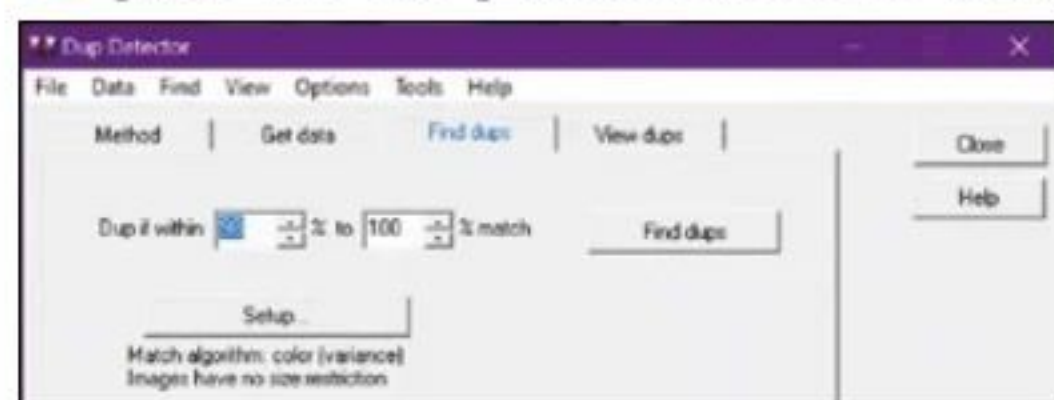 Dup Detector
File Data Find View Options Tools Help
Method Get data Find dups View dups
Close
Help
Dup if within % to 100 % match
Find dups
Setup...
Match algorithm: color (variance)
Images have no size restriction